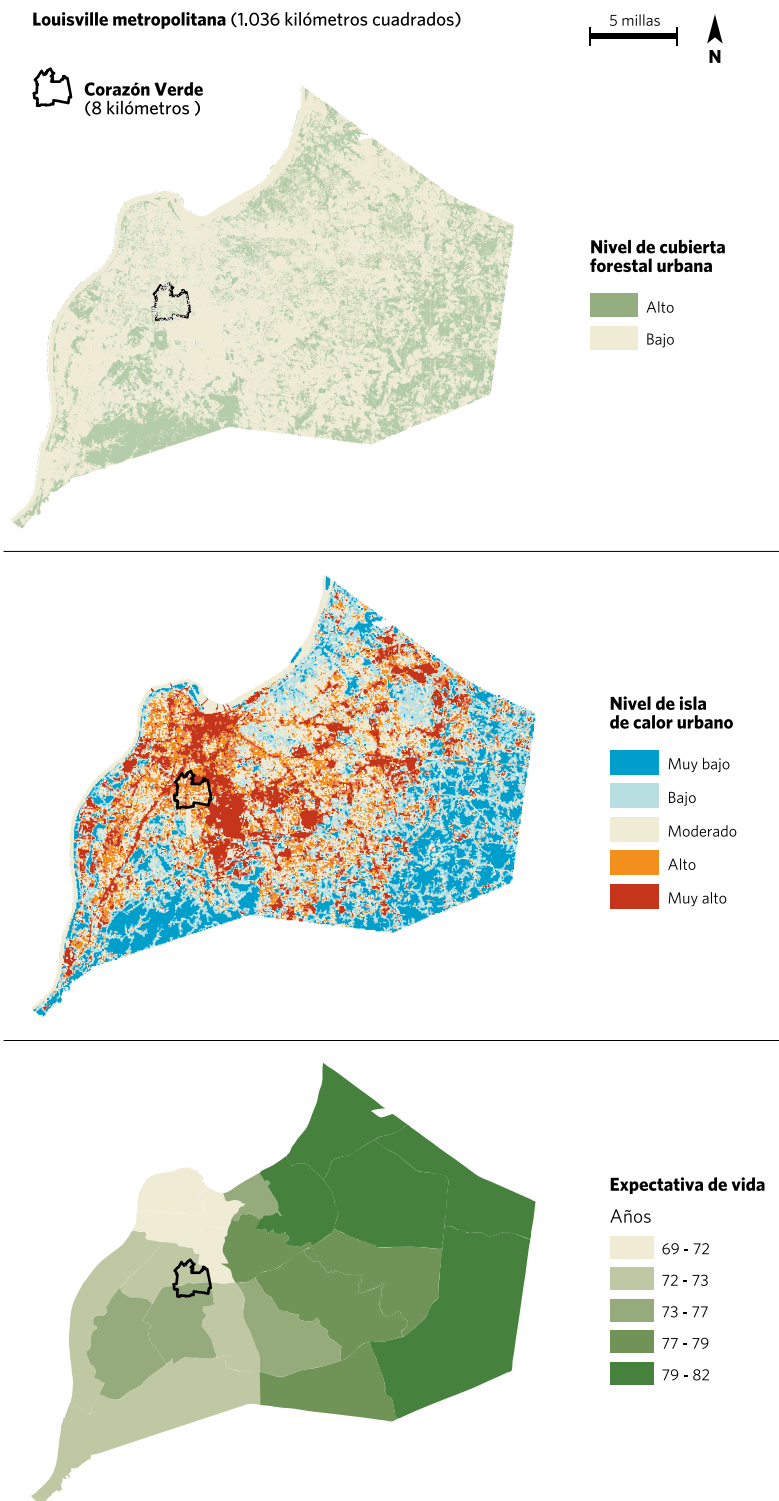 Louisville metropolitana (1.036 kilómetros cuadrados)
5 millas
N
Corazón Verde
(8 kilómetros )
Nivel de cubierta
forestal urbana
Alto
Bajo
Nivel de isla
de calor urbano
Muy bajo
Bajo
Moderado
Alto
Muy alto
Expectativa de vida
Años
69 - 72
72 - 73
73 - 77
77 - 79
79 - 82